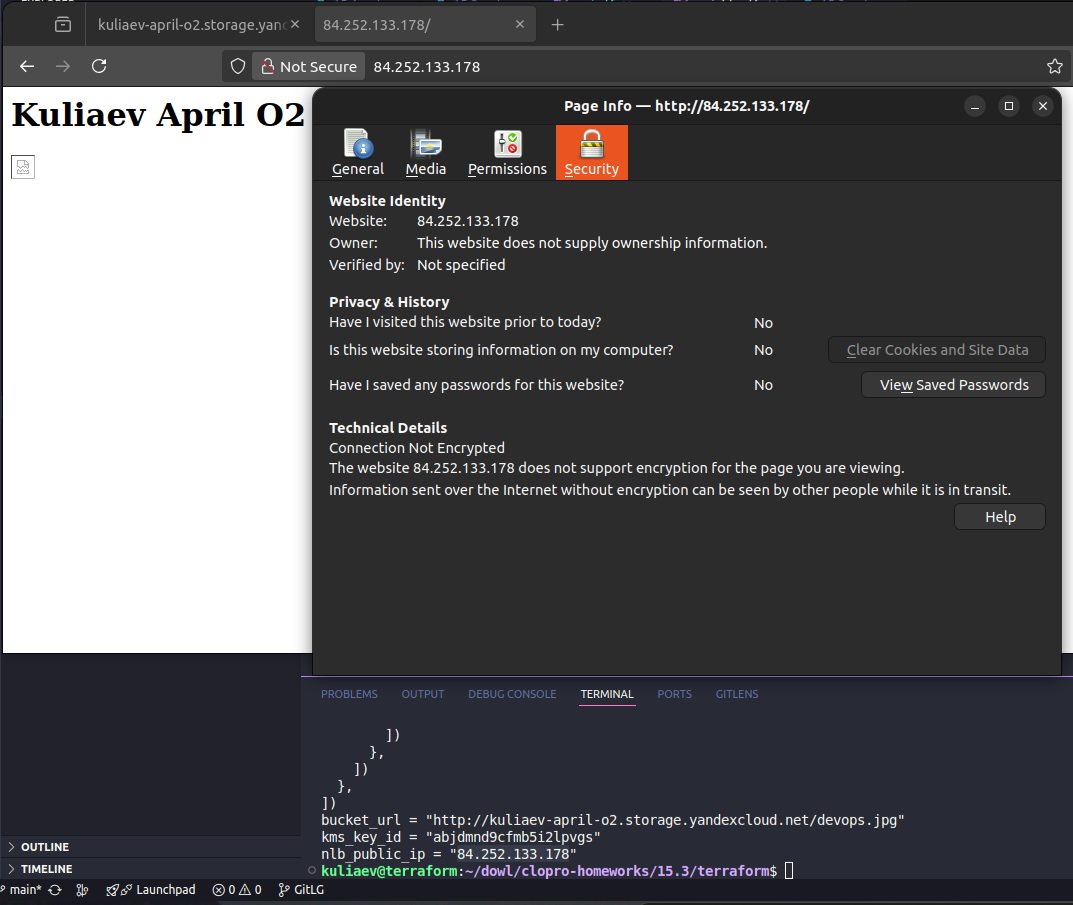 kuliaev-april-o2.storage.yan
84.252.133.178/
Not Secure
84.252.133.178
Kuliaev April O2
Page Info — http://84.252.133.178/
General
Media
Permissions
Security
Website Identity
Website: 84.252.133.178
Owner: This website does not supply ownership information.
Verified by: Not specified
Privacy & History
Have I visited this website prior to today? No
Is this website storing information on my computer? No
Clear Cookies and Site Data
Have I saved any passwords for this website? No
View Saved Passwords
Technical Details
Connection Not Encrypted
The website 84.252.133.178 does not support encryption for the page you are viewing.
Information sent over the Internet without encryption can be seen by other people while it is in transit.
Help
PROBLEMS
OUTPUT
DEBUG CONSOLE
TERMINAL
PORTS
GITLENS
])
},
])
},
])
bucket_url = "http://kuliaev-april-o2.storage.yandexcloud.net/devops.jpg"
kms_key_id = "abjdmnd9cfmb5i2lpvgs"
nlb_public_ip = "84.252.133.178"
kuliaev@terraform:~/dowl/clopro-homeworks/15.3/terraform$
OUTLINE
TIMELINE
main*
Launchpad
0
0
GitLG